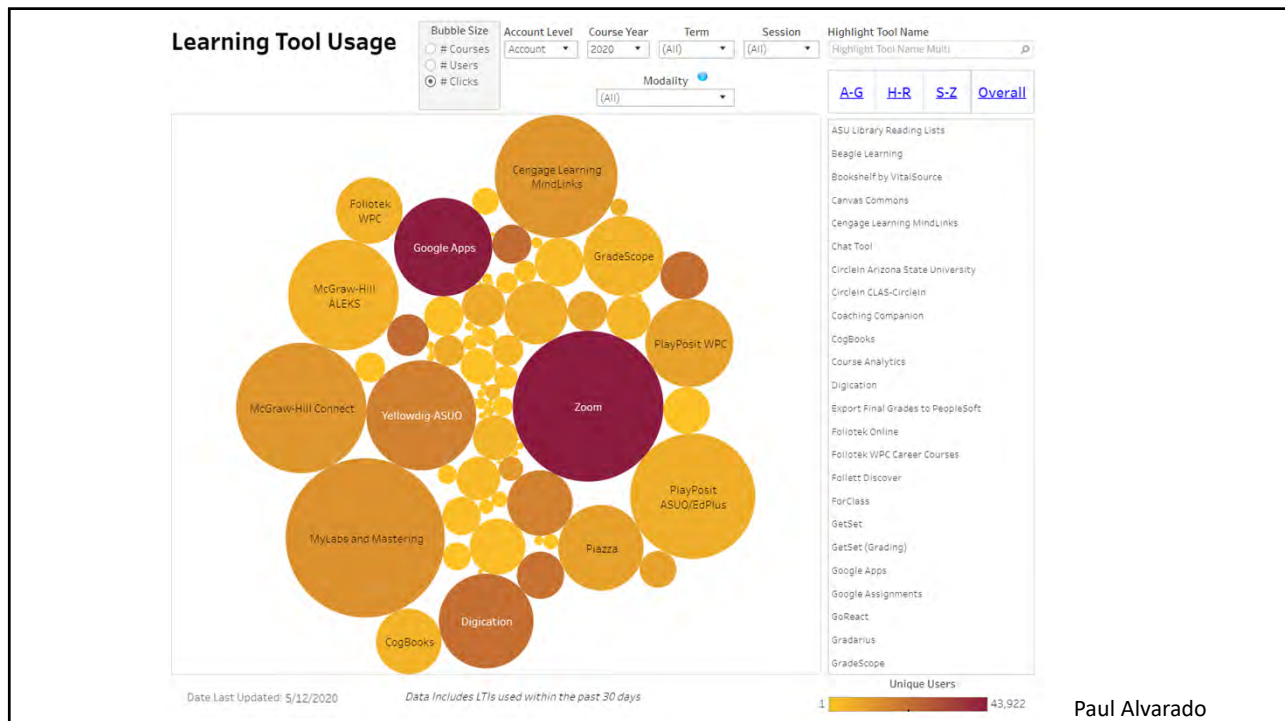 Learning Tool Usage
Bubble Size
# Courses
# Users
# Clicks
Account Level
Account
Course Year
2020
Term
(All)
Session
(All)
Highlight Tool Name
Highlight Tool Name Multi
Modality
(All)
A-G
H-R
S-Z
Overall
Cengage Learning
MindLinks
Foliotek
WPC
Google Apps
GradeScope
McGraw-Hill
ALEKS
PlayPosit WPC
McGraw-Hill Connect
Yellowdig-ASUO
Zoom
PlayPosit
ASUO/EdPlus
MyLabs and Mastering
Piazza
Digication
CogBooks
ASU Library Reading Lists
Beagle Learning
Bookshelf by VitalSource
Canvas Commons
Cengage Learning MindLinks
Chat Tool
CircleIn Arizona State University
CircleIn CLAS-CircleIn
Coaching Companion
CogBooks
Course Analytics
Digication
Export Final Grades to PeopleSoft
Foliotek Online
Foliotek WPC Career Courses
Follett Discover
ForClass
GetSet
GetSet (Grading)
Google Apps
Google Assignments
GoReact
Gradarius
GradeScope
Date Last Updated: 5/12/2020
Data Includes LTIs used within the past 30 days
Unique Users
1
43,922
Paul Alvarado